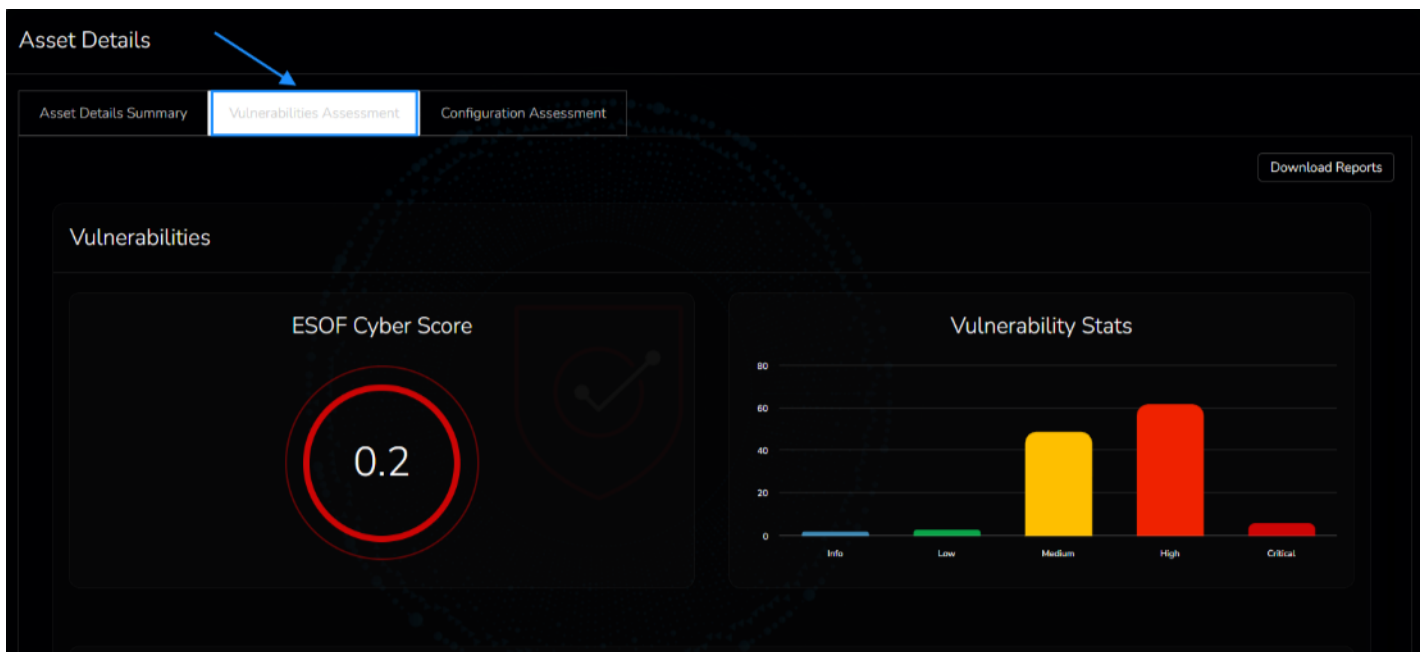 Asset Details
Asset Details Summary Vulnerabilities Assessment Configuration Assessment
Download Reports
Vulnerabilities
ESOF Cyber Score
0.2
Vulnerability Stats
80
60
40
20
0
Info Low Medium High Critical